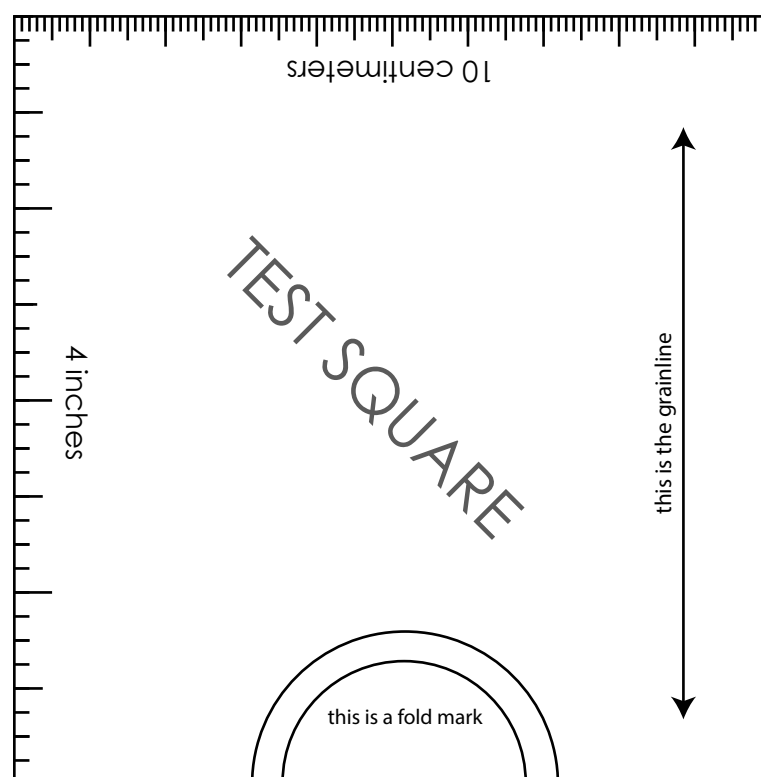 10 centimeters
TEST SQUARE
4 inches
this is the grainline
this is a fold mark